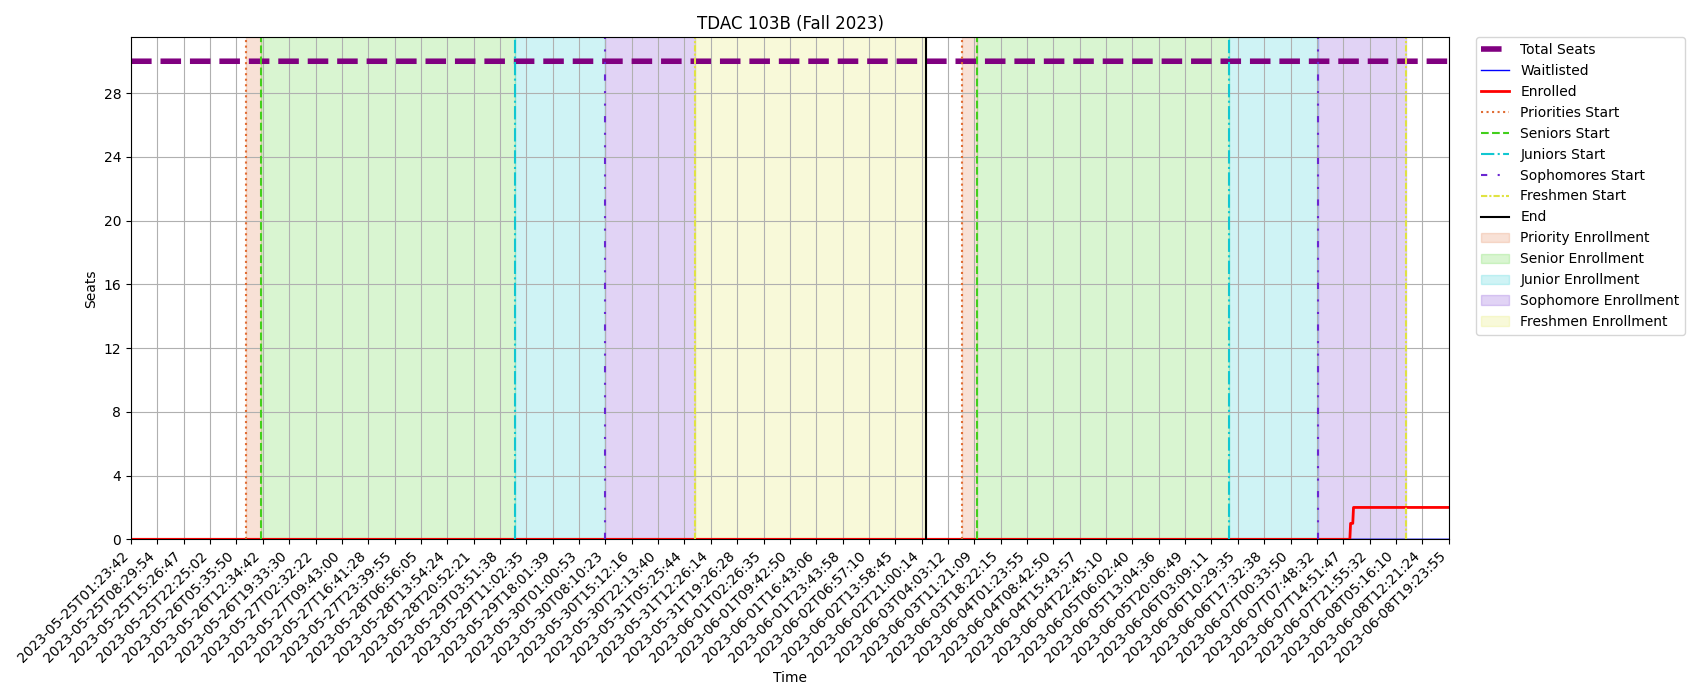 TDAC 103B (Fall 2023)
Seats
28
24
20
16
12
8
4
0
2023-05-25T01:23:42
2023-05-25T08:29:54
2023-05-25T15:26:47
2023-05-25T22:25:02
2023-05-26T05:35:50
2023-05-26T12:34:42
2023-05-26T19:33:30
2023-05-27T02:32:22
2023-05-27T09:43:00
2023-05-27T16:41:28
2023-05-27T23:39:55
2023-05-28T06:56:05
2023-05-28T13:54:24
2023-05-28T20:52:21
2023-05-29T03:51:38
2023-05-29T11:02:35
2023-05-29T18:01:39
2023-05-30T01:00:53
2023-05-30T08:10:23
2023-05-30T15:12:16
2023-05-30T22:13:40
2023-05-31T05:25:44
2023-05-31T12:26:14
2023-05-31T19:26:28
2023-06-01T02:26:35
2023-06-01T09:42:50
2023-06-01T16:43:06
2023-06-01T23:43:58
2023-06-02T06:57:10
2023-06-02T13:58:45
2023-06-02T21:00:14
2023-06-03T04:03:12
2023-06-03T11:21:09
2023-06-03T18:22:15
2023-06-04T01:23:55
2023-06-04T08:42:50
2023-06-04T15:43:57
2023-06-04T22:45:10
2023-06-05T06:02:40
2023-06-05T13:04:36
2023-06-05T20:06:49
2023-06-06T03:09:11
2023-06-06T10:29:35
2023-06-06T17:32:38
2023-06-07T00:33:50
2023-06-07T07:48:32
2023-06-07T14:51:47
2023-06-07T21:55:32
2023-06-08T05:16:10
2023-06-08T12:21:24
2023-06-08T19:23:55
Time
Total Seats
Waitlisted
Enrolled
Priorities Start
Seniors Start
Juniors Start
Sophomores Start
Freshmen Start
End
Priority Enrollment
Senior Enrollment
Junior Enrollment
Sophomore Enrollment
Freshmen Enrollment